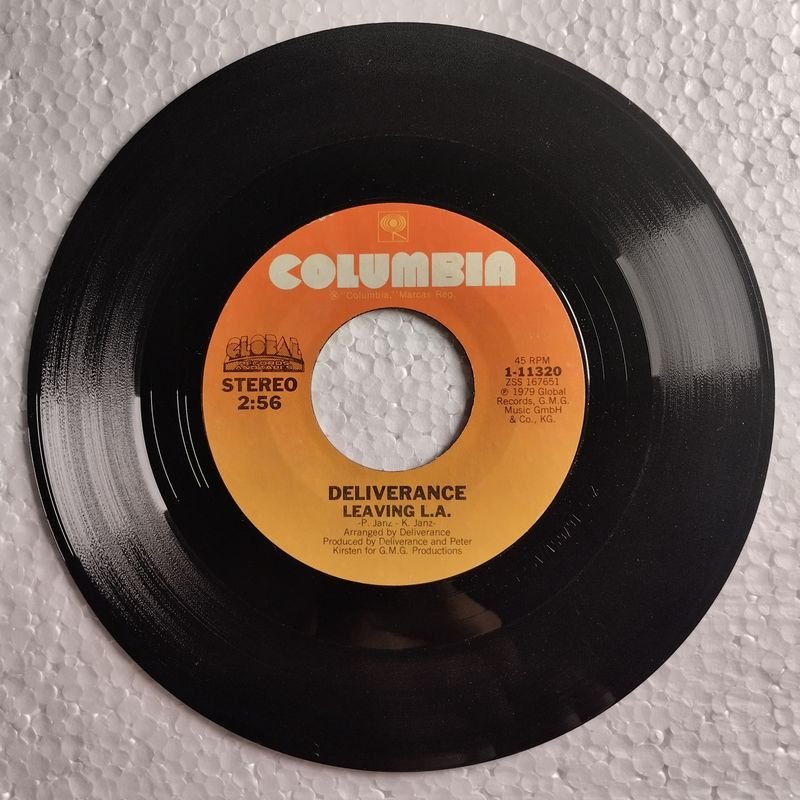 COLUMBIA
® "Columbia," Marcas Reg.
GLOBAL
RECORDS
STEREO
2:56
45 RPM
1-11320
ZSS 167651
℗ 1979 Global
Records, G.M.G.
Music GmbH
& Co., KG.
DELIVERANCE
LEAVING L.A.
-P. Janz - K. Janz-
Arranged by Deliverance
Produced by Deliverance and Peter
Kirsten for G.M.G. Productions